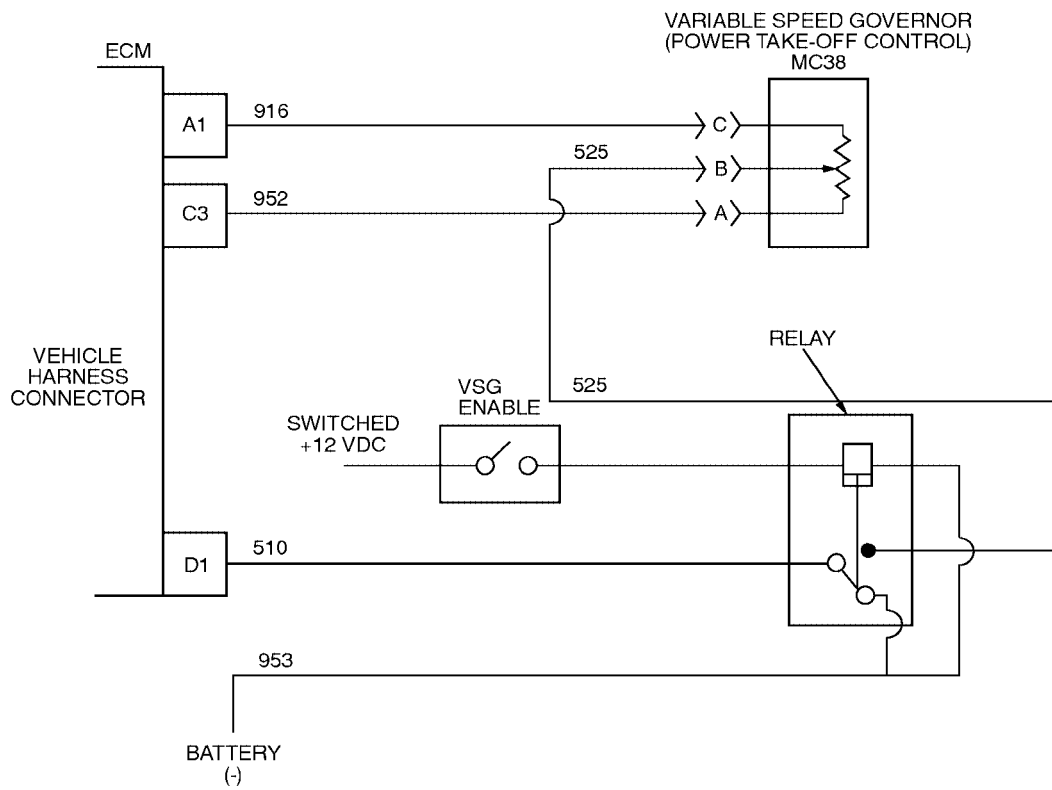 VARIABLE SPEED GOVERNOR
(POWER TAKE-OFF CONTROL)
MC38
ECM
A1
916
C
525
B
C3
952
A
RELAY
VEHICLE
HARNESS
CONNECTOR
VSG
ENABLE
525
SWITCHED
+12 VDC
D1
510
953
BATTERY
(-)